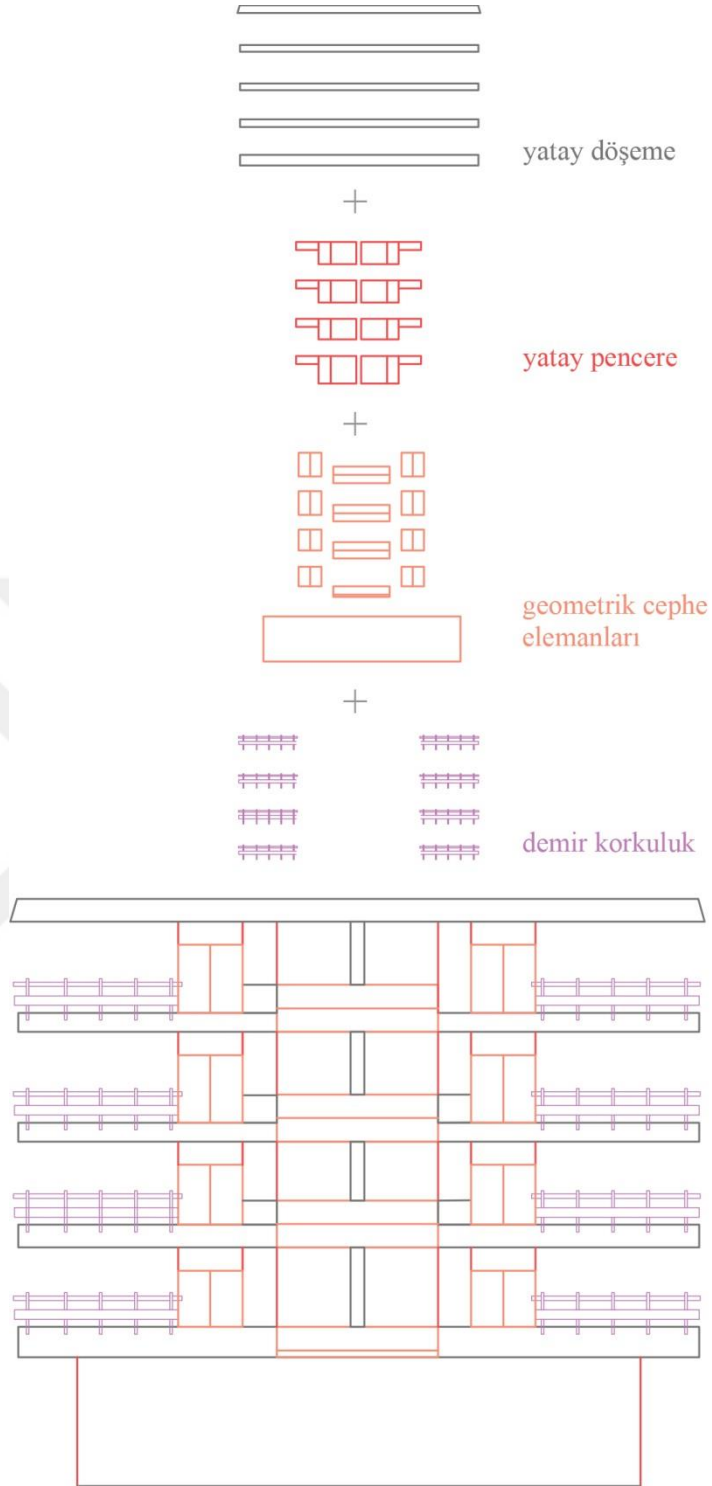 yatay döşeme
yatay pencere
geometrik cephe
elemanları
demir korkuluk